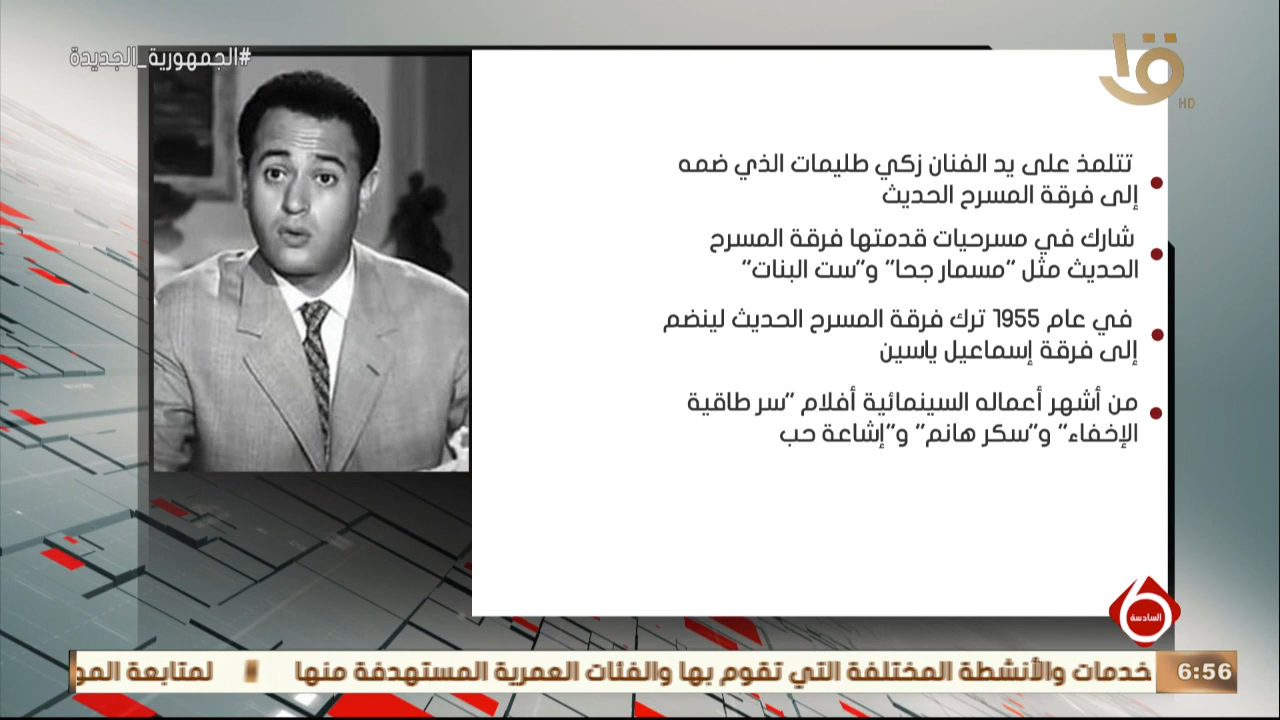 #الجمهورية_الجديدة
HD
تتلمذ على يد الفنان زكي طليمات الذي ضمه
إلى فرقة المسرح الحديث
شارك في مسرحيات قدمتها فرقة المسرح
الحديث مثل "مسمار جحا" و"ست البنات"
في عام 1955 ترك فرقة المسرح الحديث لينضم
إلى فرقة إسماعيل ياسين
من أشهر أعماله السينمائية أفلام "سر طاقية
الإخفاء" و"سكر هانم" و"إشاعة حب
السادسة
6:56
خدمات والأنشطة المختلفة التي تقوم بها والفئات العمرية المستهدفة منها لمتابعة المو